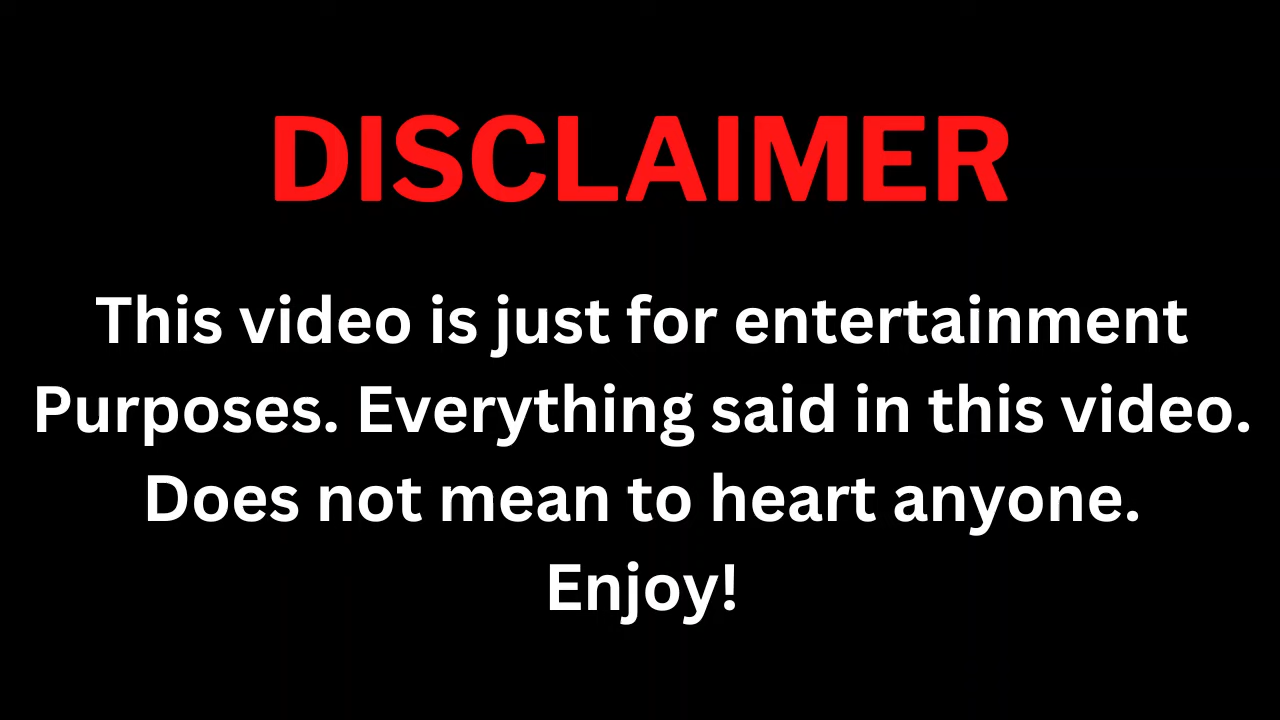 DISCLAIMER
This video is just for entertainment
Purposes. Everything said in this video.
Does not mean to heart anyone.
Enjoy!